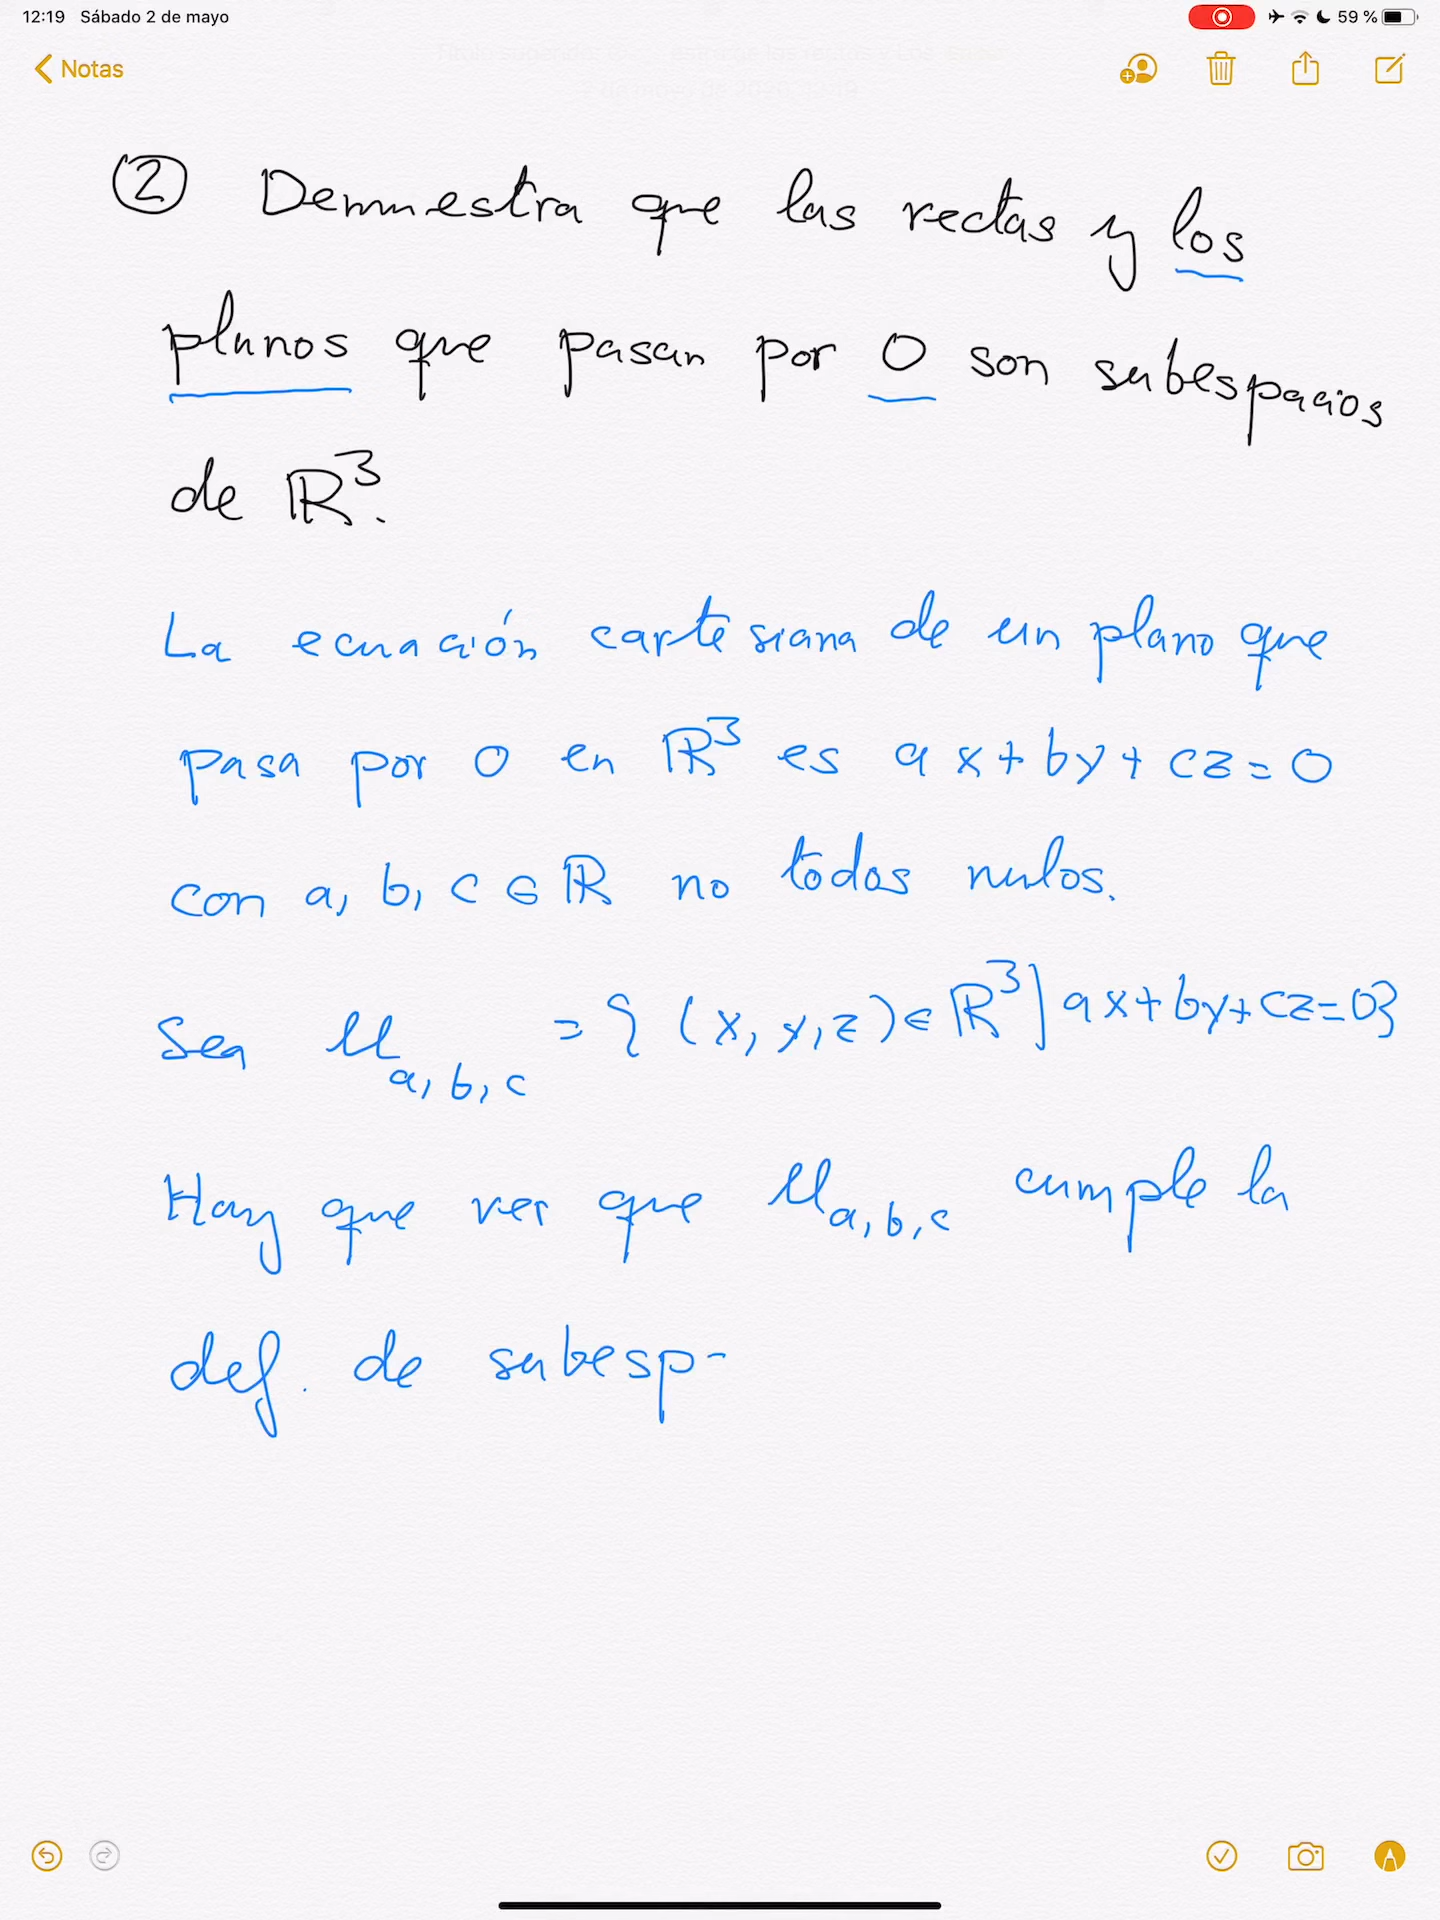 12:19 Sábado 2 de mayo 59 %
Notas
② Demuestra que las rectas y los
planos que pasan por 0 son subespacios
de ℝ³.
La ecuación cartesiana de un plano que
pasa por 0 en ℝ³ es ax+by+cz=0
con a, b, c ∈ ℝ no todos nulos.
Sea U_{a,b,c} = {(x,y,z) ∈ ℝ³ | ax+by+cz=0}
Hay que ver que U_{a,b,c} cumple la
def. de subesp-